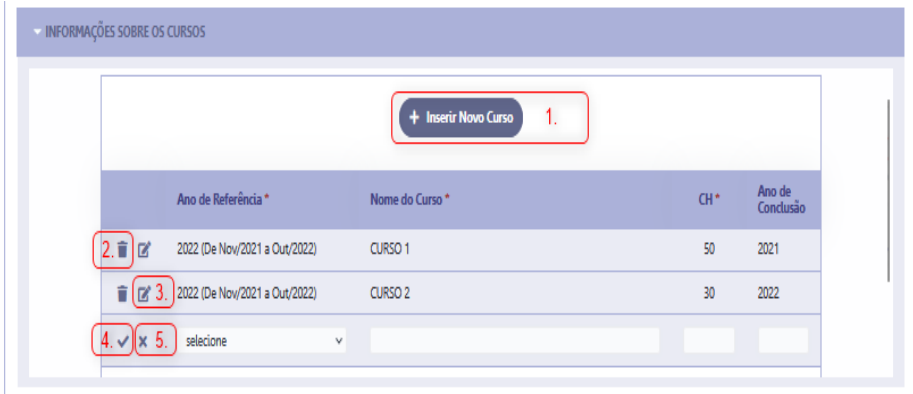 INFORMAÇÕES SOBRE OS CURSOS
+ Inserir Novo Curso 1.
Ano de Referência * Nome do Curso * CH * Ano de Conclusão
2. 2022 (De Nov/2021 a Out/2022) CURSO 1 50 2021
3. 2022 (De Nov/2021 a Out/2022) CURSO 2 30 2022
4. 5. selecione